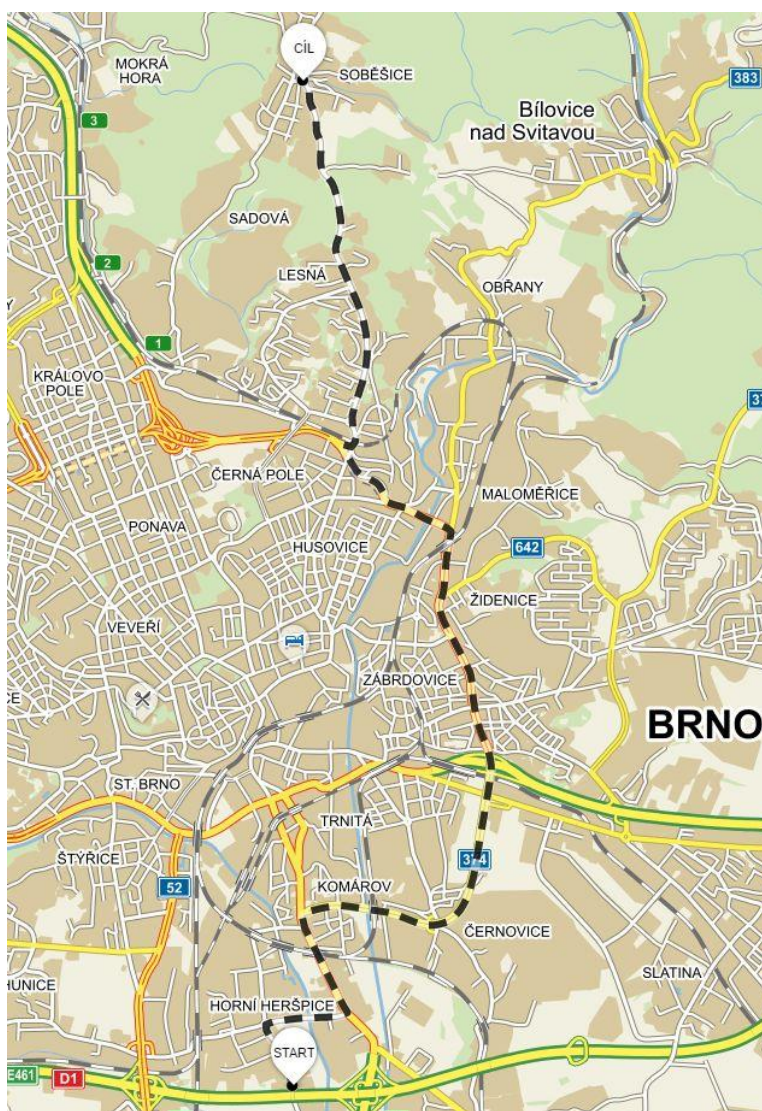 CÍL
MOKRÁ
HORA
SOBĚŠICE
383
Bílovice
nad Svitavou
3
SADOVÁ
2
LESNÁ
OBŘANY
Y
1
KRÁLOVO
POLE
37
ČERNÁ POLE
MALOMĚŘICE
PONAVA
HUSOVICE
642
ŽIDENICE
VEVEŘÍ
ZÁBRDOVICE
CE
BRNO
ST. BRNO
TRNITÁ
ŠTÝŘICE
374
52
KOMÁROV
ČERNOVICE
SLATINA
HUNICE
HORNÍ HERŠPICE
START
E461
D1